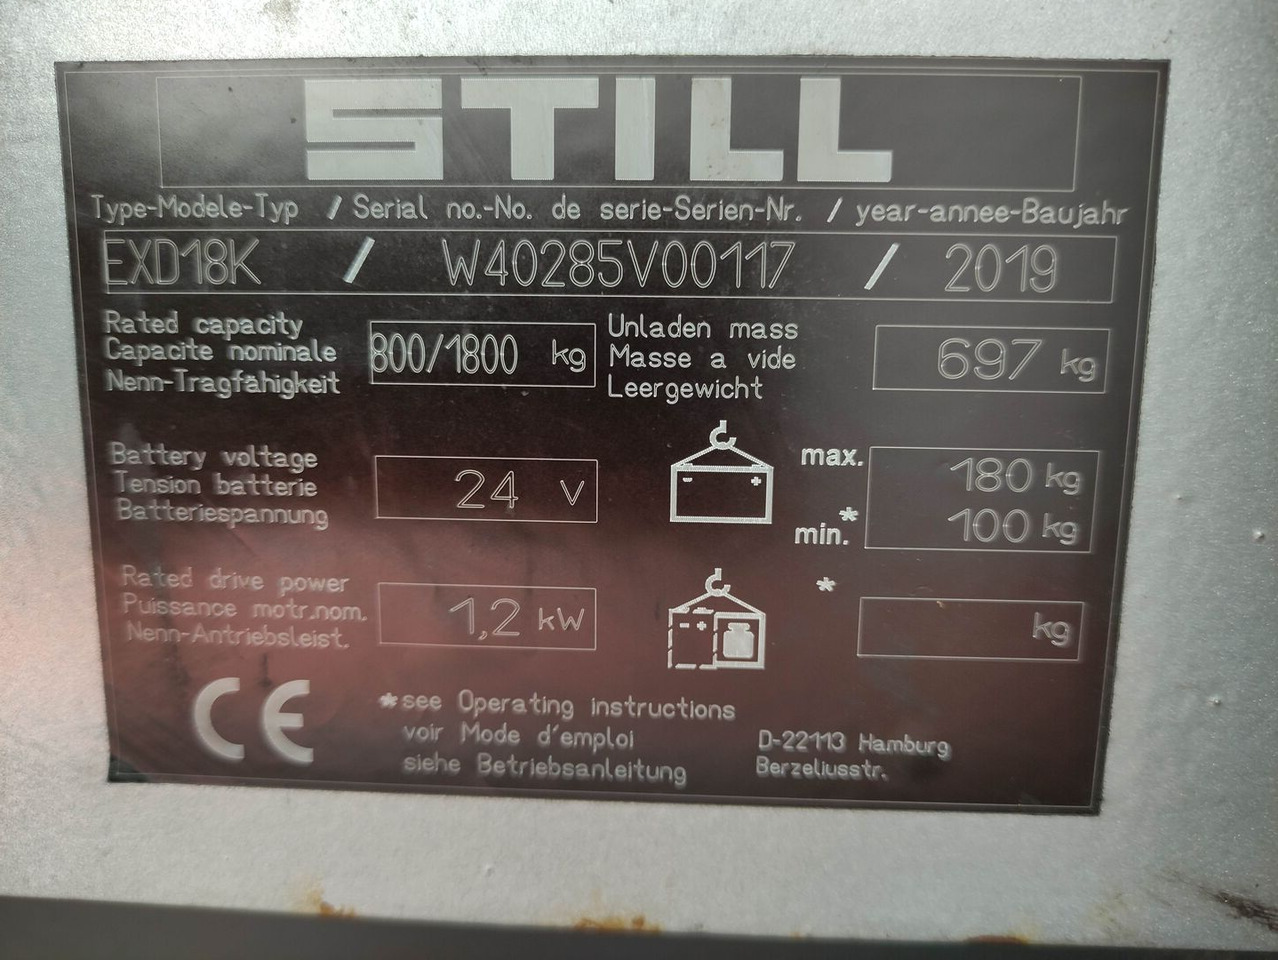 STILL
Type-Modele-Typ / Serial no.-No. de serie-Serien-Nr. / year-annee-Baujahr
EXD18K / W40285V00117 / 2019
Rated capacity
Capacite nominale
Nenn-Tragfähigkeit
800/1800 kg
Unladen mass
Masse a vide
Leergewicht
697 kg
Battery voltage
Tension batterie
Batteriespannung
24 V
max. 180 kg
min.* 100 kg
Rated drive power
Puissance motr.nom.
Nenn-Antriebsleist.
1,2 kW
* kg
CE
*see Operating instructions
voir Mode d'emploi
siehe Betriebsanleitung
D-22113 Hamburg
Berzeliusstr.